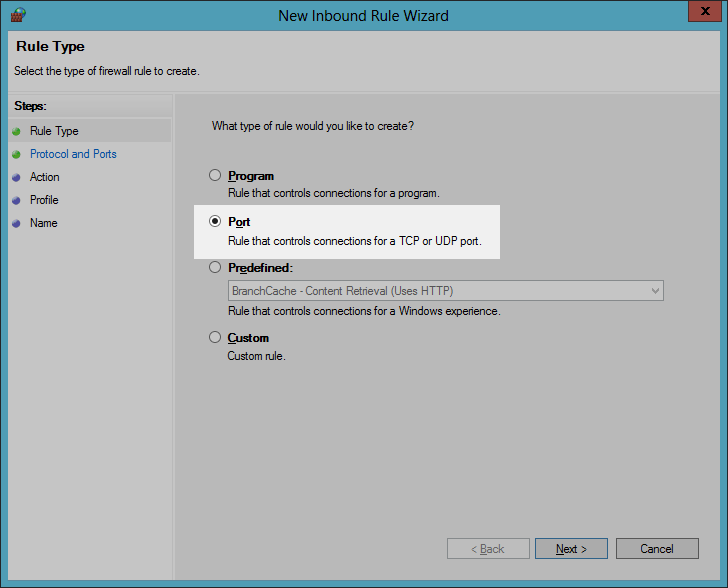 New Inbound Rule Wizard
X
Rule Type
Select the type of firewall rule to create.
Steps:
Rule Type
Protocol and Ports
Action
Profile
Name
What type of rule would you like to create?
Program
Rule that controls connections for a program.
Port
Rule that controls connections for a TCP or UDP port.
Predefined:
BranchCache - Content Retrieval (Uses HTTP)
Rule that controls connections for a Windows experience.
Custom
Custom rule.
< Back
Next >
Cancel